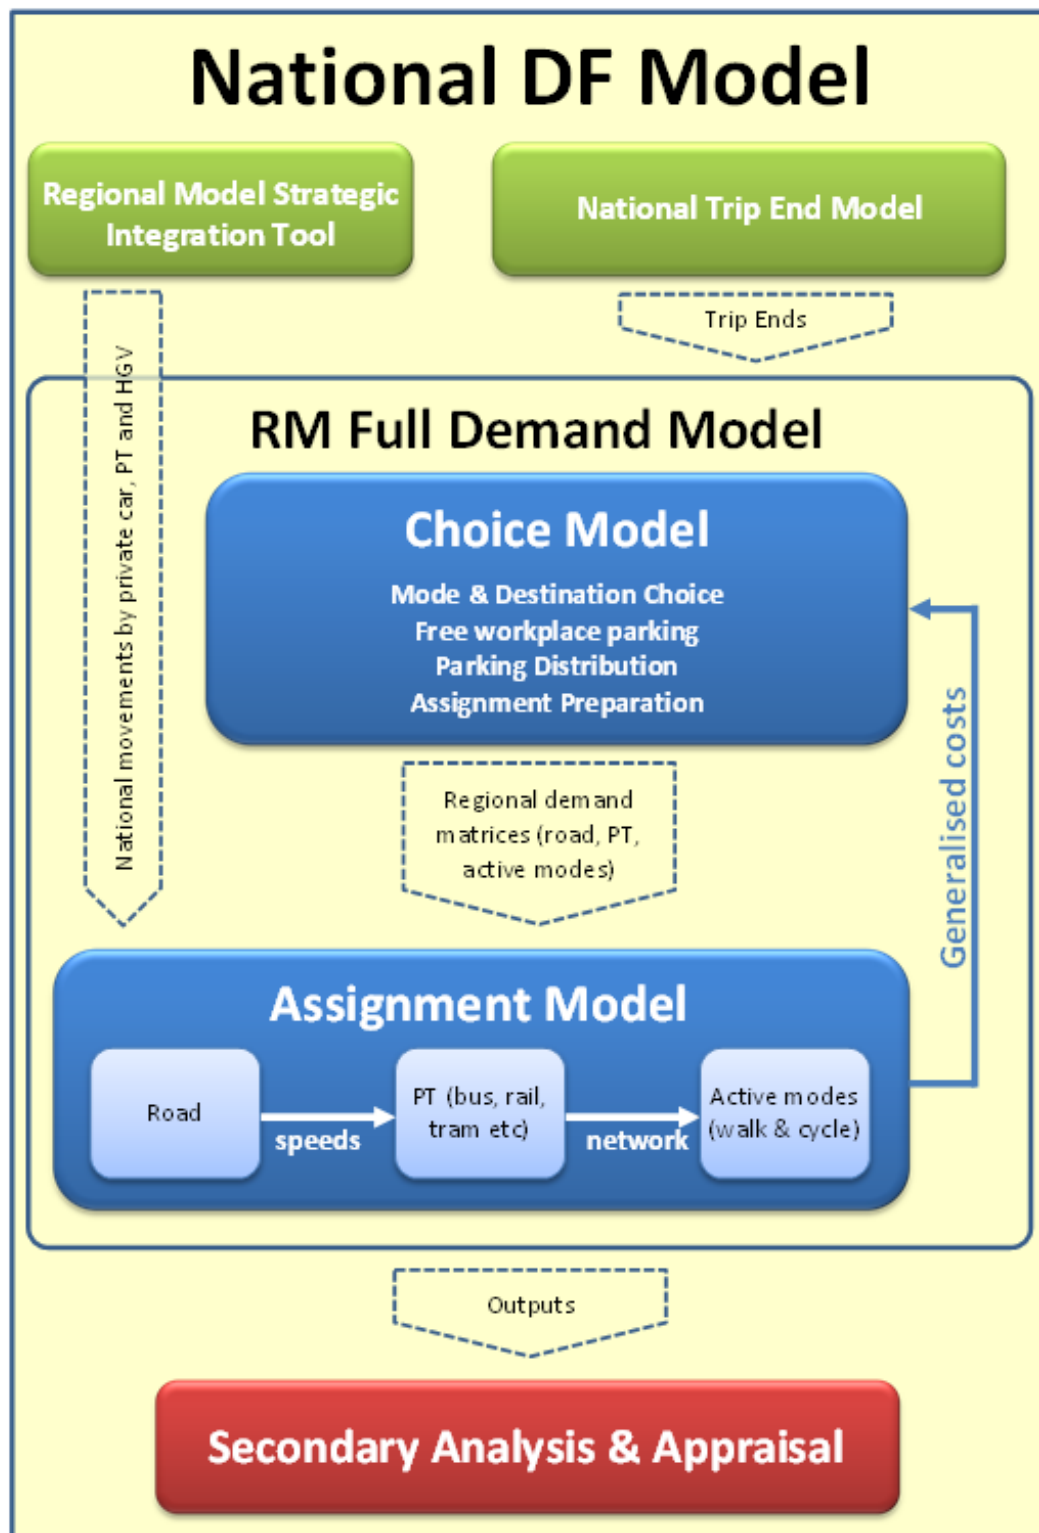 National DF Model
Regional Model Strategic
Integration Tool
National Trip End Model
Trip Ends
National movements by private car, PT and HGV
RM Full Demand Model
Choice Model
Mode & Destination Choice
Free workplace parking
Parking Distribution
Assignment Preparation
Generalised costs
Regional demand
matrices (road, PT,
active modes)
Assignment Model
Road
speeds
PT (bus, rail,
tram etc)
network
Active modes
(walk & cycle)
Outputs
Secondary Analysis & Appraisal